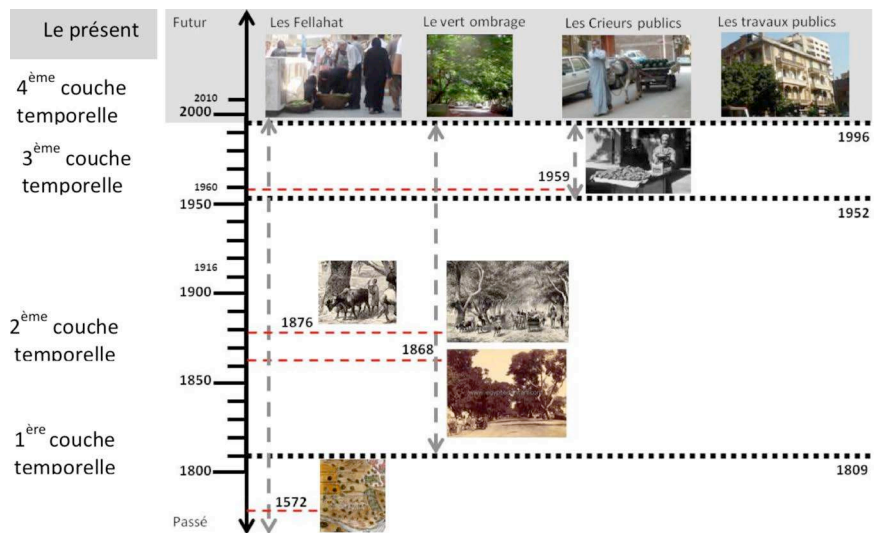 Le présent
Futur
Les Fellahat
Le vert ombrage
Les Crieurs publics
Les travaux publics
4ème couche
temporelle
2010
2000
1996
3ème couche
temporelle
1959
1960
1950
1952
1916
1900
2ème couche
temporelle
1876
1868
1850
1ère couche
temporelle
1800
1809
1572
Passé